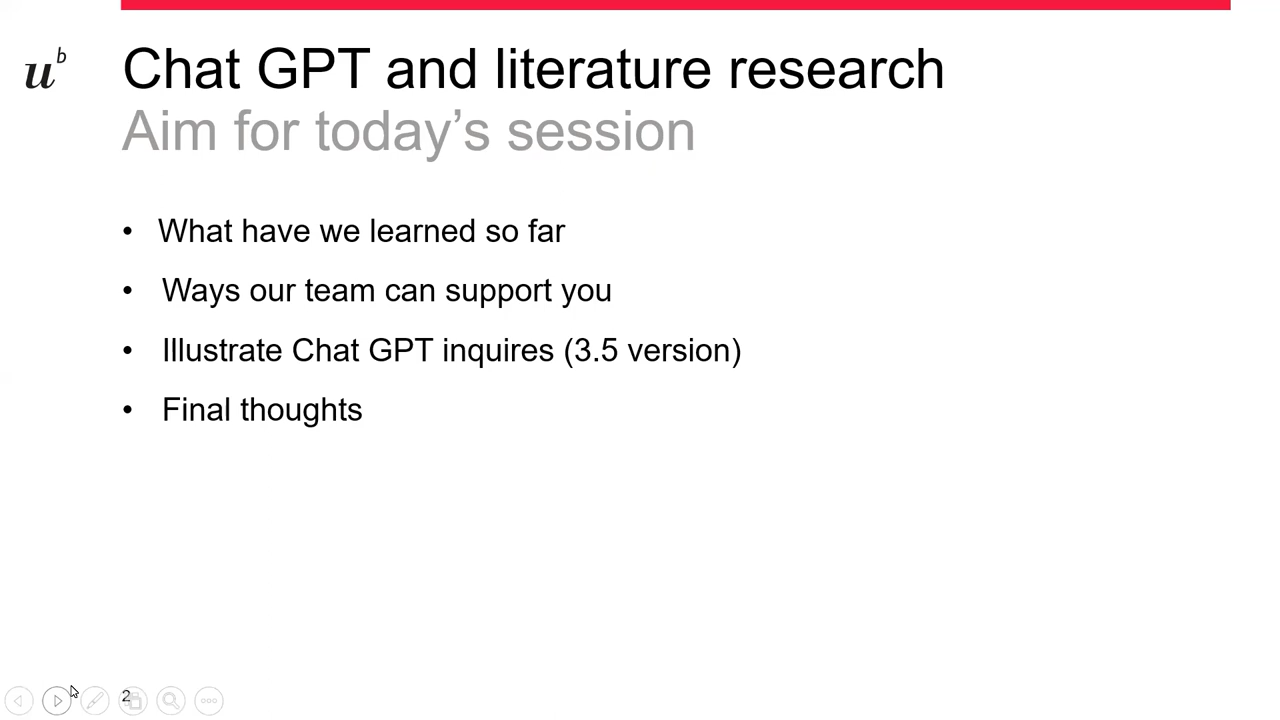 u b
Chat GPT and literature research
Aim for today's session
• What have we learned so far
• Ways our team can support you
• Illustrate Chat GPT inquires (3.5 version)
• Final thoughts
2